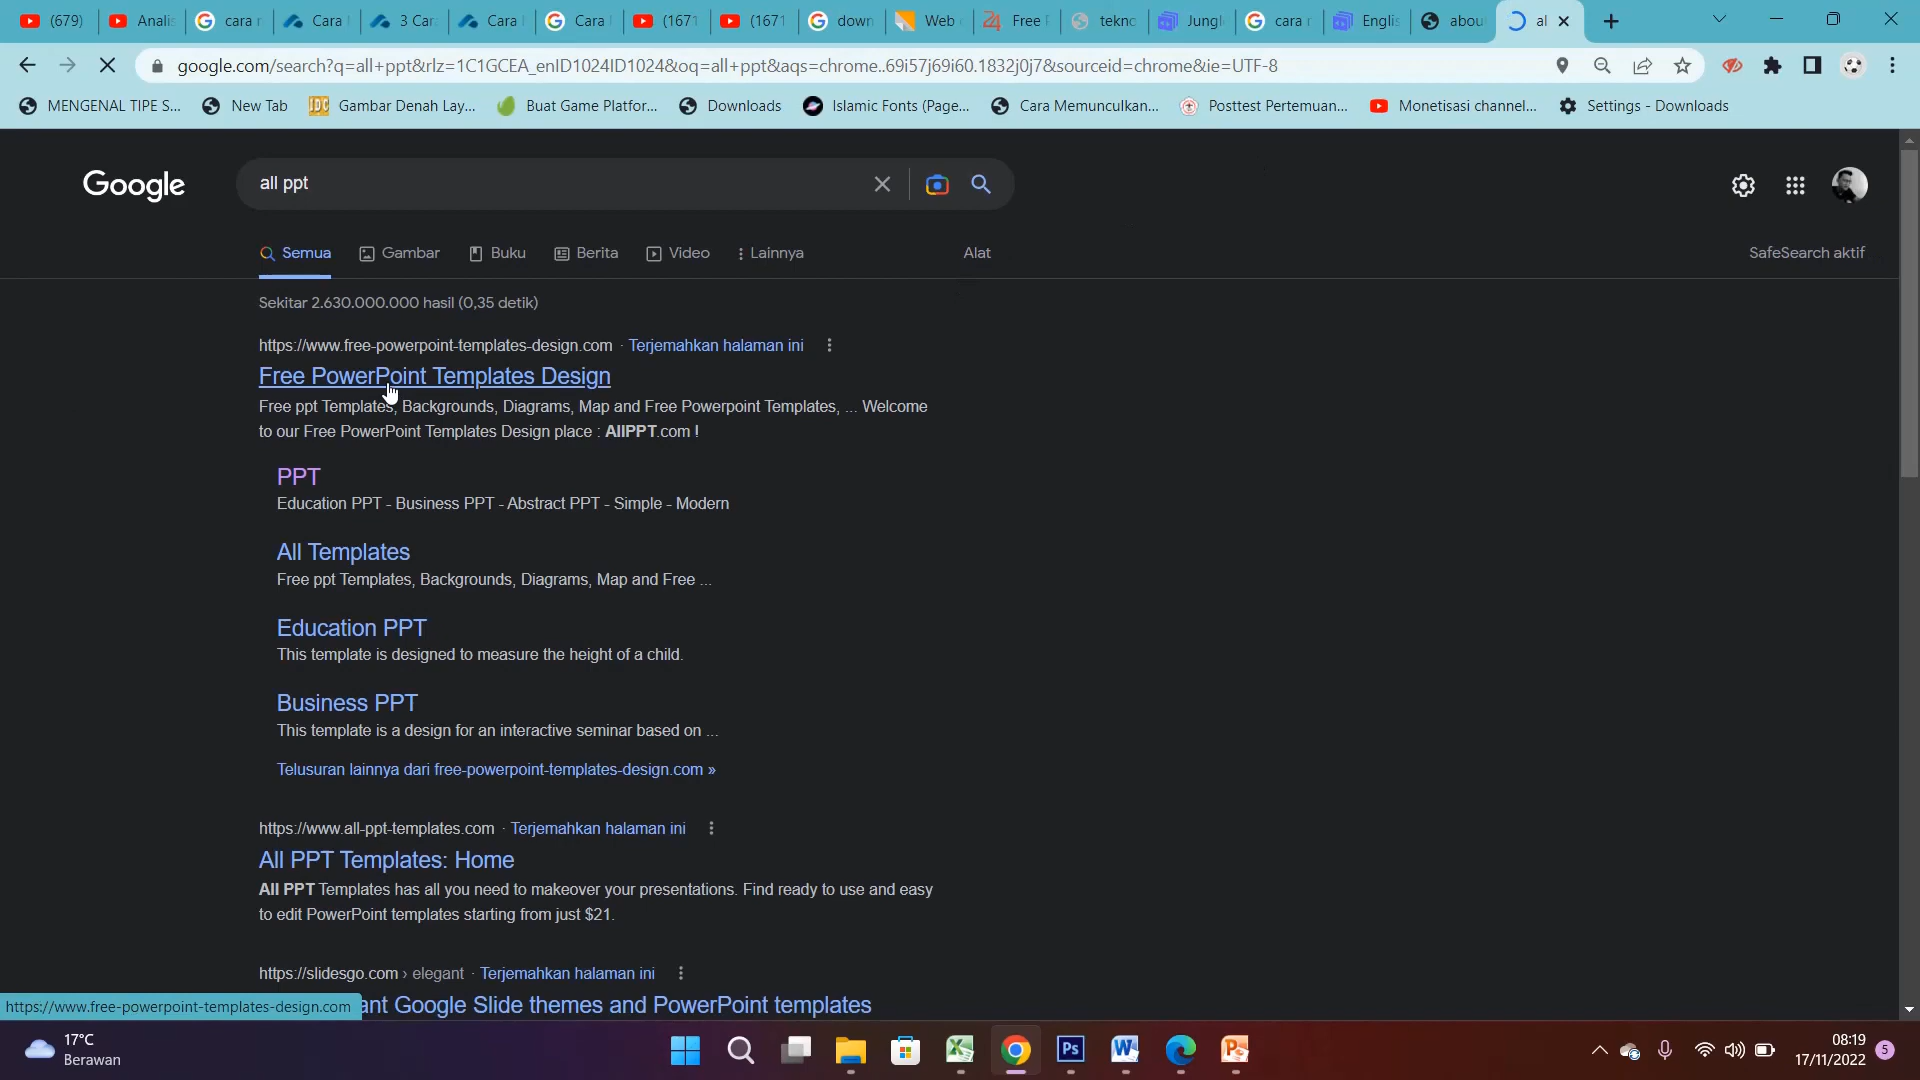 (679) Analis cara r Cara 3 Cara Cara Cara (1671 (1671 down Web Free tekno Jungl cara r Englis abou al
google.com/search?q=all+ppt&rlz=1C1GCEA_enID1024ID1024&oq=all+ppt&aqs=chrome..69i57j69i60.1832j0j7&sourceid=chrome&ie=UTF-8
MENGENAL TIPE S... New Tab Gambar Denah Lay... Buat Game Platfor... Downloads Islamic Fonts (Page... Cara Memunculkan... Posttest Pertemuan... Monetisasi channel... Settings - Downloads
Google all ppt
Semua Gambar Buku Berita Video Lainnya Alat SafeSearch aktif
Sekitar 2.630.000.000 hasil (0,35 detik)
https://www.free-powerpoint-templates-design.com · Terjemahkan halaman ini
Free PowerPoint Templates Design
Free ppt Templates, Backgrounds, Diagrams, Map and Free Powerpoint Templates, ... Welcome
to our Free PowerPoint Templates Design place : AllPPT.com !
PPT
Education PPT - Business PPT - Abstract PPT - Simple - Modern
All Templates
Free ppt Templates, Backgrounds, Diagrams, Map and Free ...
Education PPT
This template is designed to measure the height of a child.
Business PPT
This template is a design for an interactive seminar based on ...
Telusuran lainnya dari free-powerpoint-templates-design.com »
https://www.all-ppt-templates.com · Terjemahkan halaman ini
All PPT Templates: Home
All PPT Templates has all you need to makeover your presentations. Find ready to use and easy
to edit PowerPoint templates starting from just $21.
https://slidesgo.com › elegant · Terjemahkan halaman ini
ant Google Slide themes and PowerPoint templates
https://www.free-powerpoint-templates-design.com
17°C
Berawan
08:19
17/11/2022 5